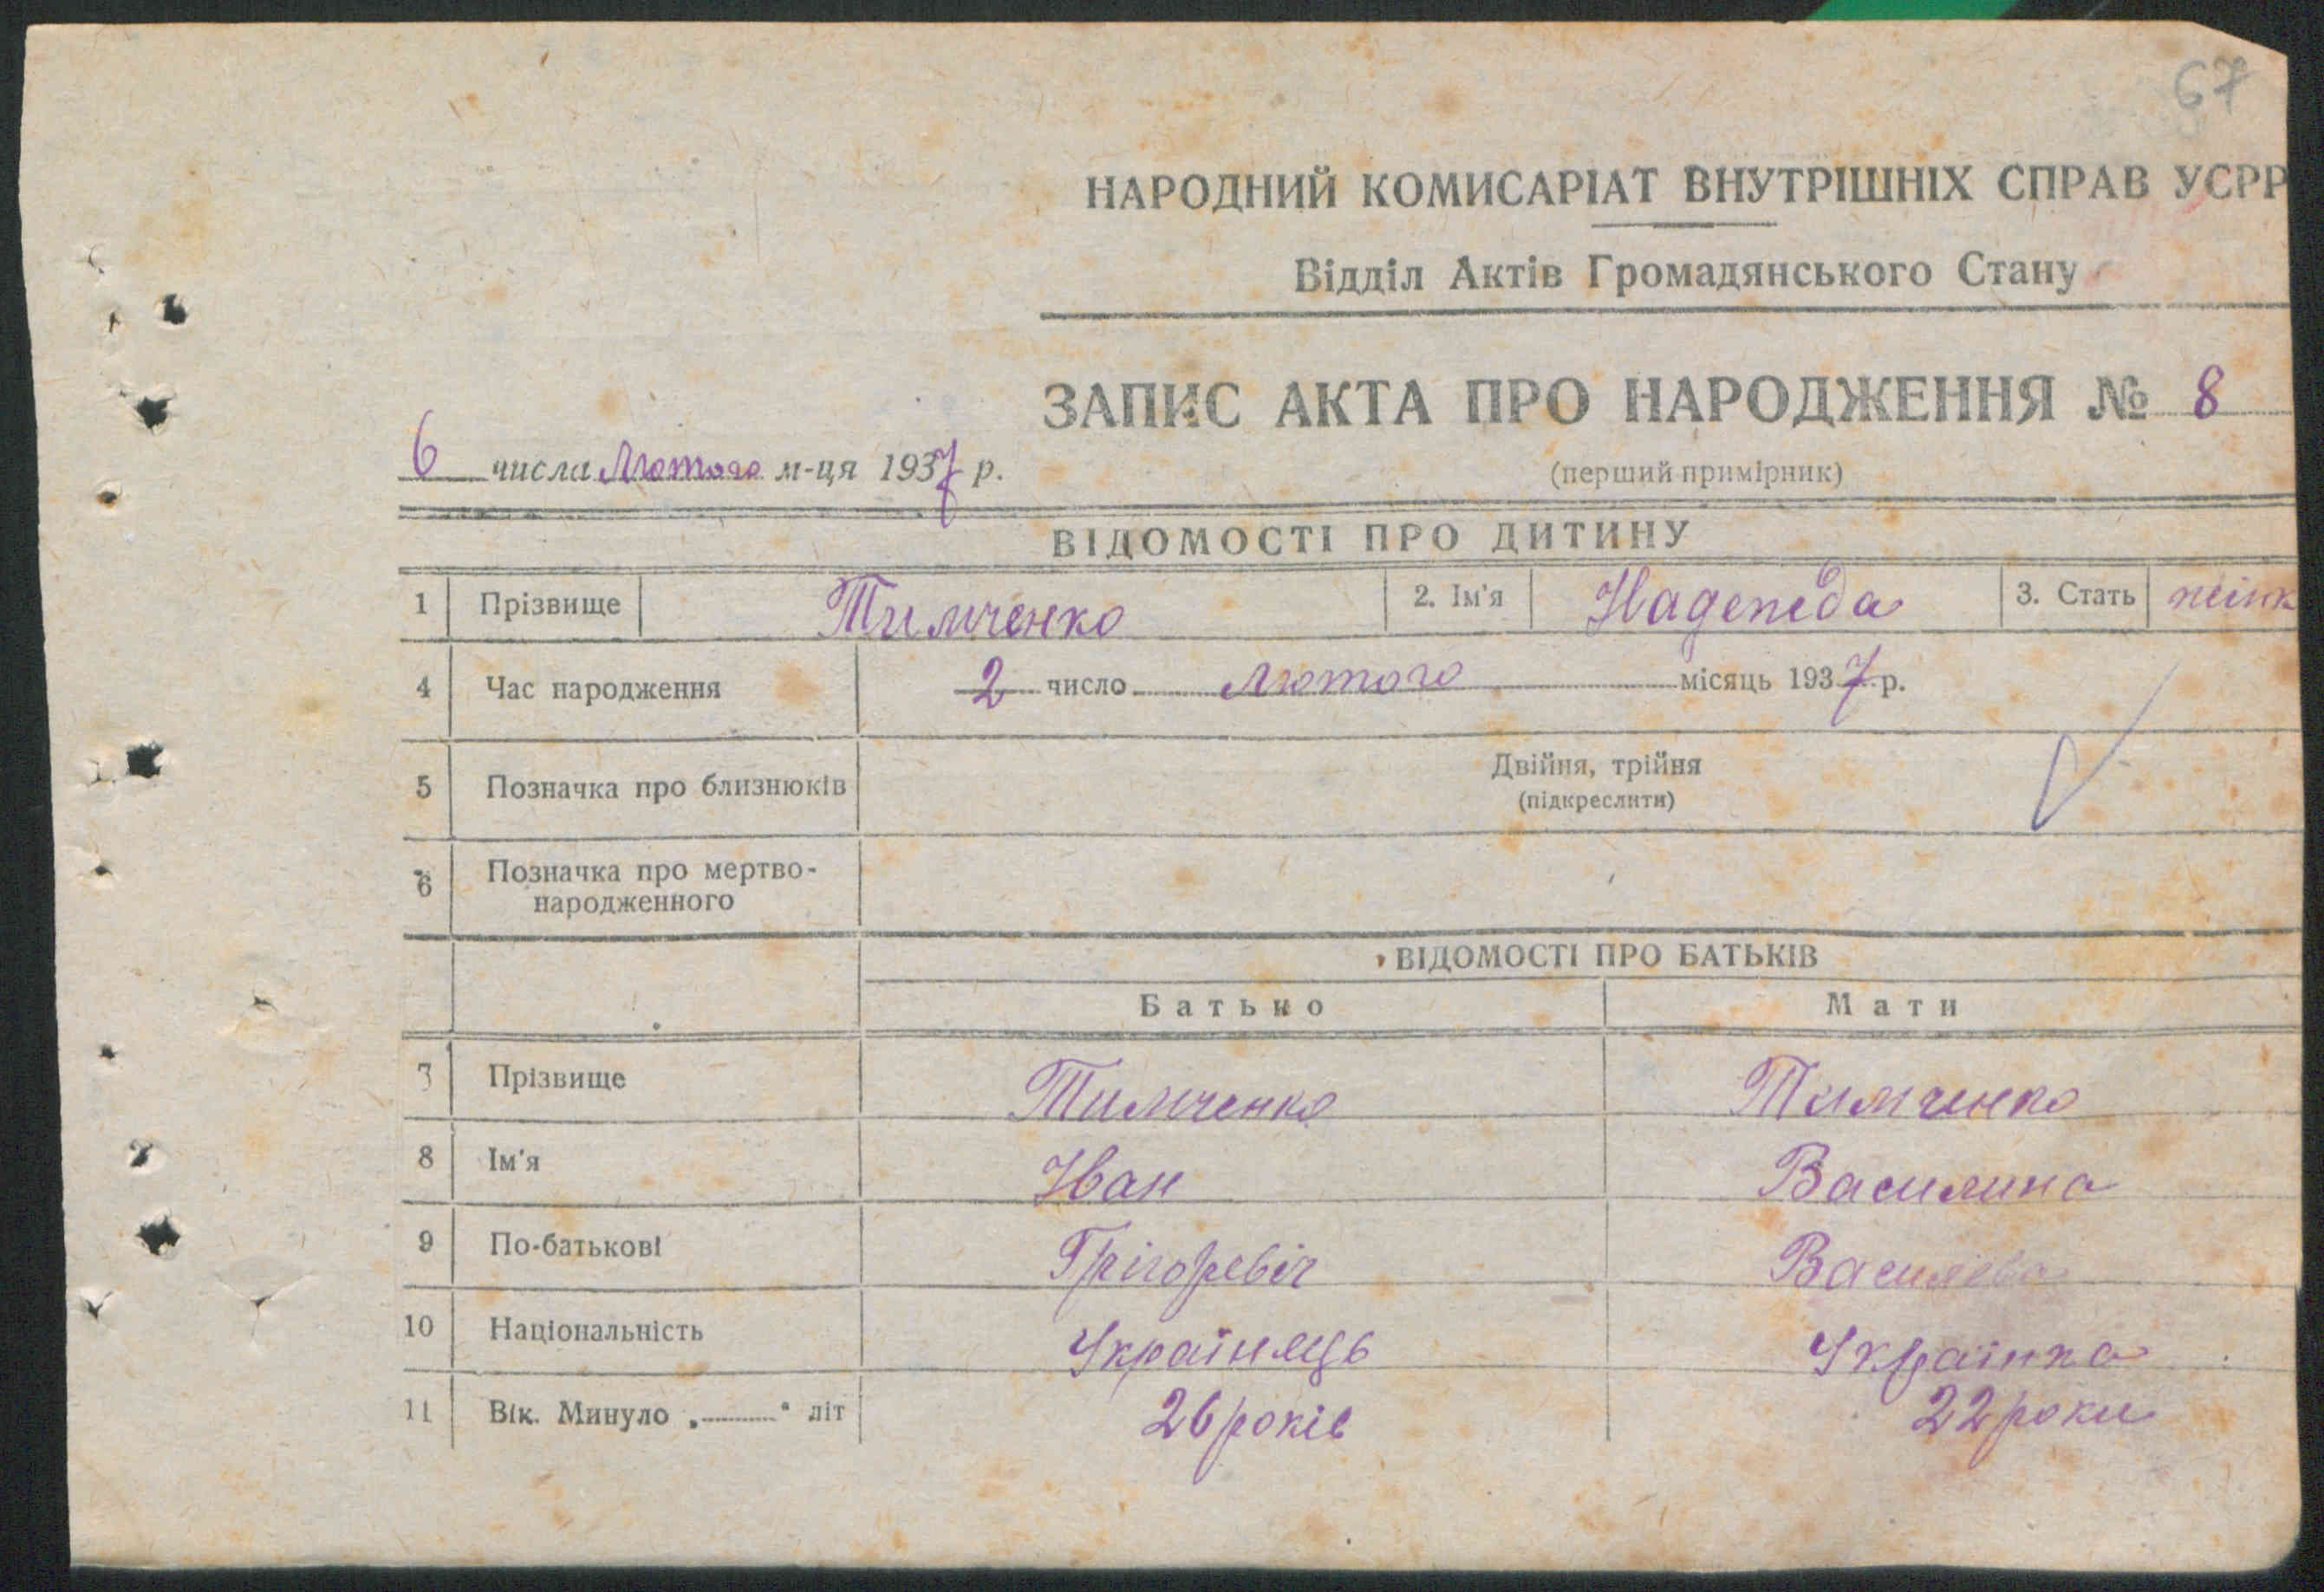 67
НАРОДНИЙ КОМИСАРІАТ ВНУТРІШНІХ СПРАВ УСРР
Відділ Актів Громадянського Стану
ЗАПИС АКТА ПРО НАРОДЖЕННЯ № 8
6 числа Лютого м-ця 1937 р.
(перший примірник)
ВІДОМОСТІ ПРО ДИТИНУ
1 Прізвище Тимченко 2. Ім'я Надежда 3. Стать жінк
4 Час народження 2 число лютого місяць 1937 р.
5 Позначка про близнюків Двійня, трійня
(підкреслити)
6 Позначка про мертво-
народженного
ВІДОМОСТІ ПРО БАТЬКІВ
Батько Мати
7 Прізвище Тимченко Тимченко
8 Ім'я Іван Василина
9 По-батькові Грігоревіч Василева
10 Національність Українець Українка
11 Вік. Минуло „ “ літ 26 років 22 роки